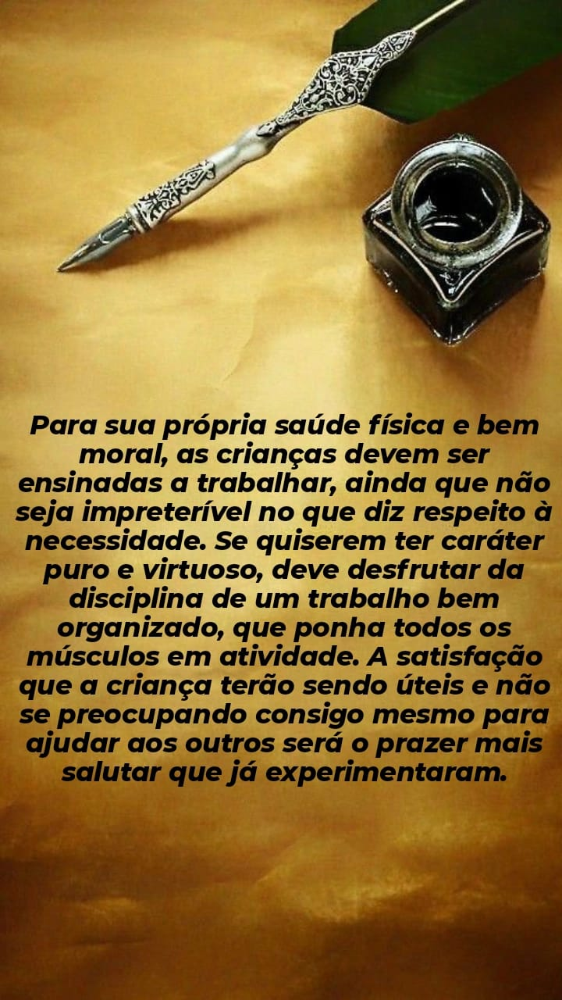 Para sua própria saúde física e bem
moral, as crianças devem ser
ensinadas a trabalhar, ainda que não
seja impreterível no que diz respeito à
necessidade. Se quiserem ter caráter
puro e virtuoso, deve desfrutar da
disciplina de um trabalho bem
organizado, que ponha todos os
músculos em atividade. A satisfação
que a criança terão sendo úteis e não
se preocupando consigo mesmo para
ajudar aos outros será o prazer mais
salutar que já experimentaram.